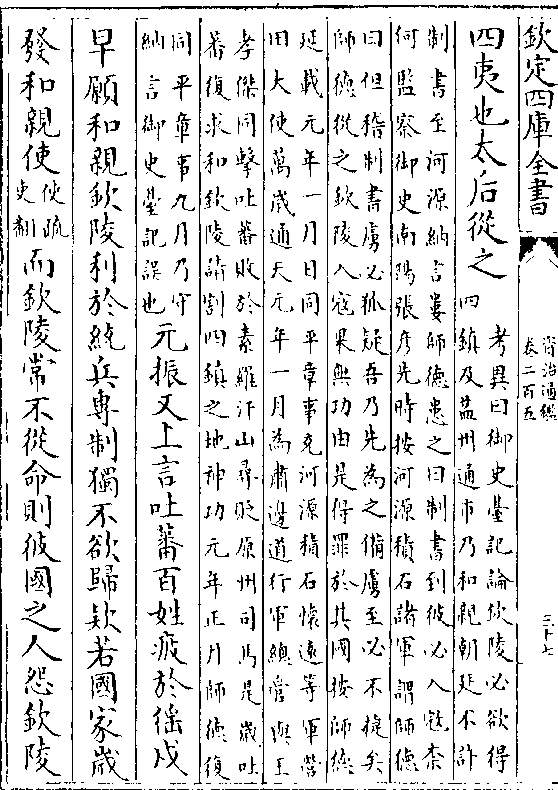 欽定四庫全書
資治通鑑
卷二百五
三十七
四夷也太后從之
考異曰御史臺記論欽陵必欲得
四鎮及益州通市乃和親朝廷不許
制書至河源納言婁師德患之曰制書到彼必入寇柰
何監察御史南陽張彥先時按河源積石諸軍謂師德
曰但稽制書虜必狐疑吾乃先為之備虜至必不捷矣
師德從之欽陵入寇果無功由是得罪於其國按師德
延載元年一月日同平章事充河源積石懷遠等軍營
田大使萬歲通天元年一月為肅邊道行軍總管與王
孝傑同擊吐蕃敗於素羅汗山尋貶原州司馬是歲吐
蕃復求和欽陵請割四鎮之地神功元年正月師德復
同平章事九月乃守
納言御史臺記誤也
元振又上言吐蕃百姓疲於徭戍
早願和親欽陵利於統兵專制獨不欲歸欵若國家歲
發和親使
使疏
吏翻
而欽陵常不從命則彼國之人怨欽陵